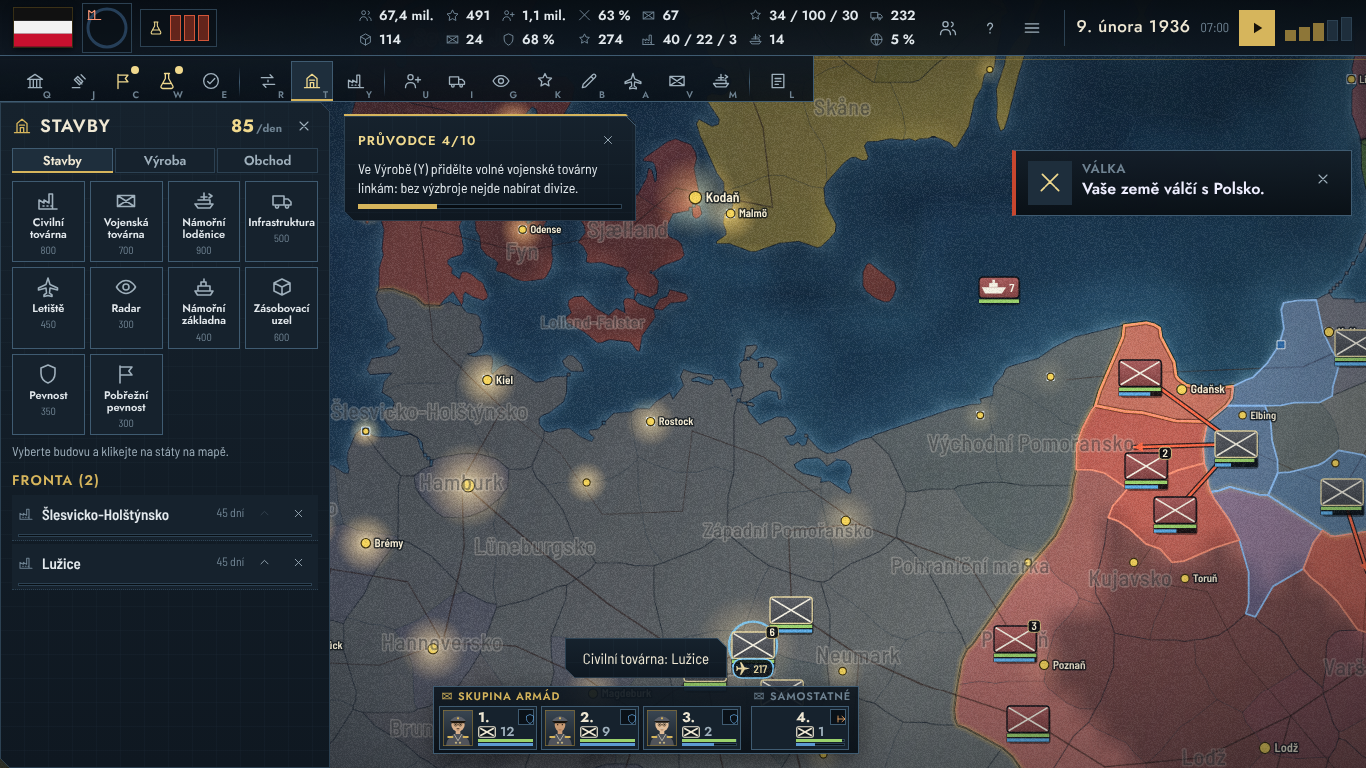 67,4 mil. 491 1,1 mil. 63 % 67 34 / 100 / 30 232
114 24 68 % 274 40 / 22 / 3 14 5 %
? 9. února 1936 07:00
Q J C W E R T Y U I G K B A V M L
STAVBY 85 /den
Stavby Výroba Obchod
Civilní továrna 800
Vojenská továrna 700
Námořní loděnice 900
Infrastruktura 500
Letiště 450
Radar 300
Námořní základna 400
Zásobovací uzel 600
Pevnost 350
Pobřežní pevnost 300
Vyberte budovu a klikejte na státy na mapě.
FRONTA (2)
Šlesvicko-Holštýnsko 45 dní
Lužice 45 dní
PRŮVODCE 4/10
Ve Výrobě (Y) přidělte volné vojenské továrny
linkám: bez výzbroje nejde nabírat divize.
VÁLKA
Vaše země válčí s Polsko.
Skåne
Kodaň
Malmö
Odense
Sjælland
Fyn
Lolland-Falster
7
Kiel
Šlesvicko-Holštýnsko
Rostock
Gdaňsk
Elbing
Východní Pomořansko
2
Hamburk
Západní Pomořansko
Brémy
Lüneburgsko
Pohraniční marka
Kujavsko
Toruň
Hannoversko
6
217
Neumark
3
Poznaň
Civilní továrna: Lužice
Magdeburk
Lodž
Lodž
SKUPINA ARMÁD SAMOSTATNÉ
1. 12
2. 9
3. 2
4. 1